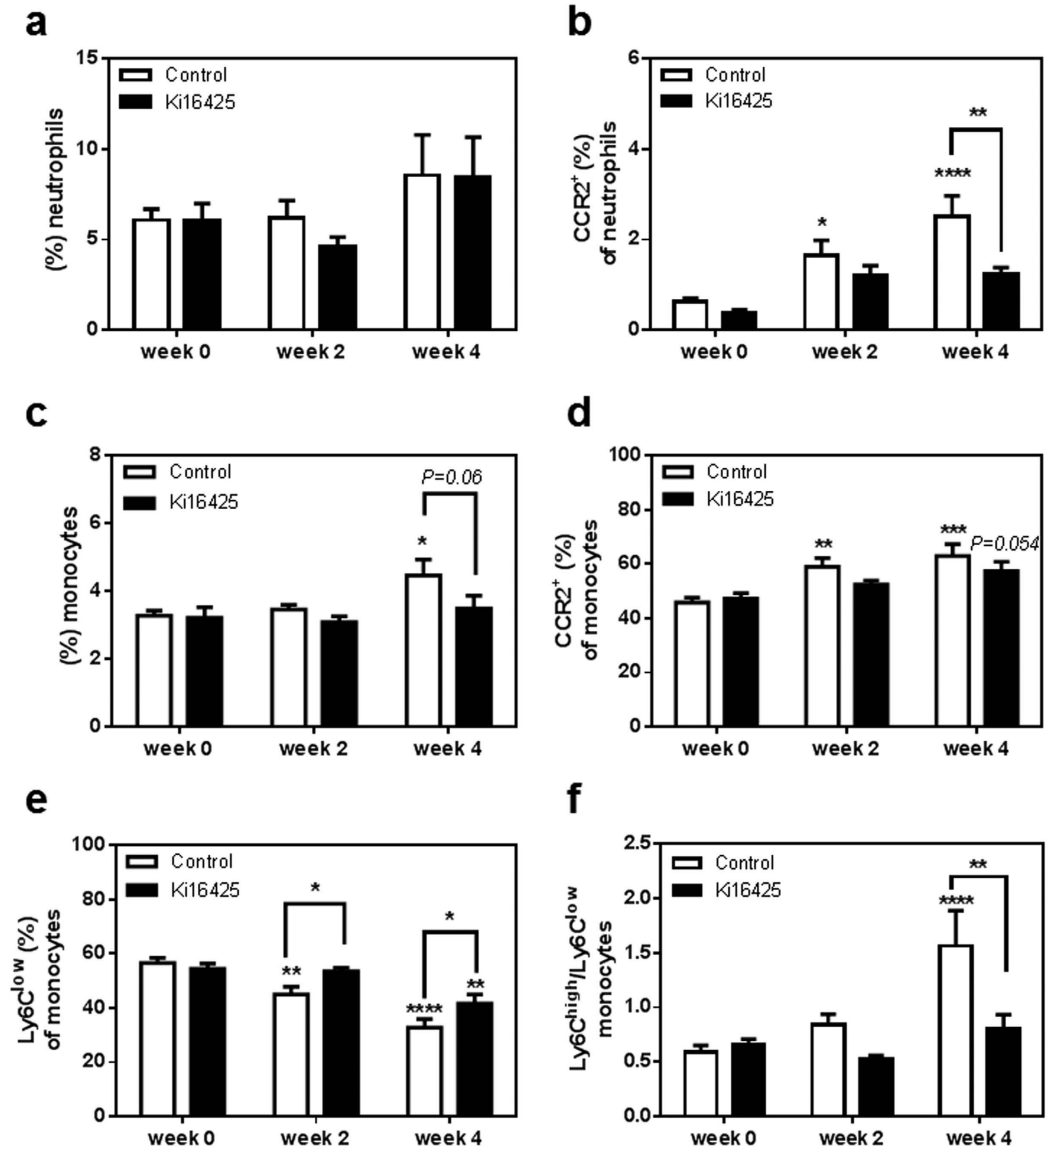 a
15
10
5
0
(%) neutrophils
Control
Ki16425
week 0
week 2
week 4
b
6
4
2
0
CCR2+ (%)
of neutrophils
Control
Ki16425
**
****
*
week 0
week 2
week 4
c
8
6
4
2
0
(%) monocytes
Control
Ki16425
P=0.06
*
week 0
week 2
week 4
d
100
80
60
40
20
0
CCR2+ (%)
of monocytes
Control
Ki16425
**
***
P=0.054
week 0
week 2
week 4
e
100
80
60
40
20
0
Ly6Clow (%)
of monocytes
Control
Ki16425
*
*
**
****
**
week 0
week 2
week 4
f
2.5
2.0
1.5
1.0
0.5
0.0
Ly6Chigh/Ly6Clow
monocytes
Control
Ki16425
**
****
week 0
week 2
week 4